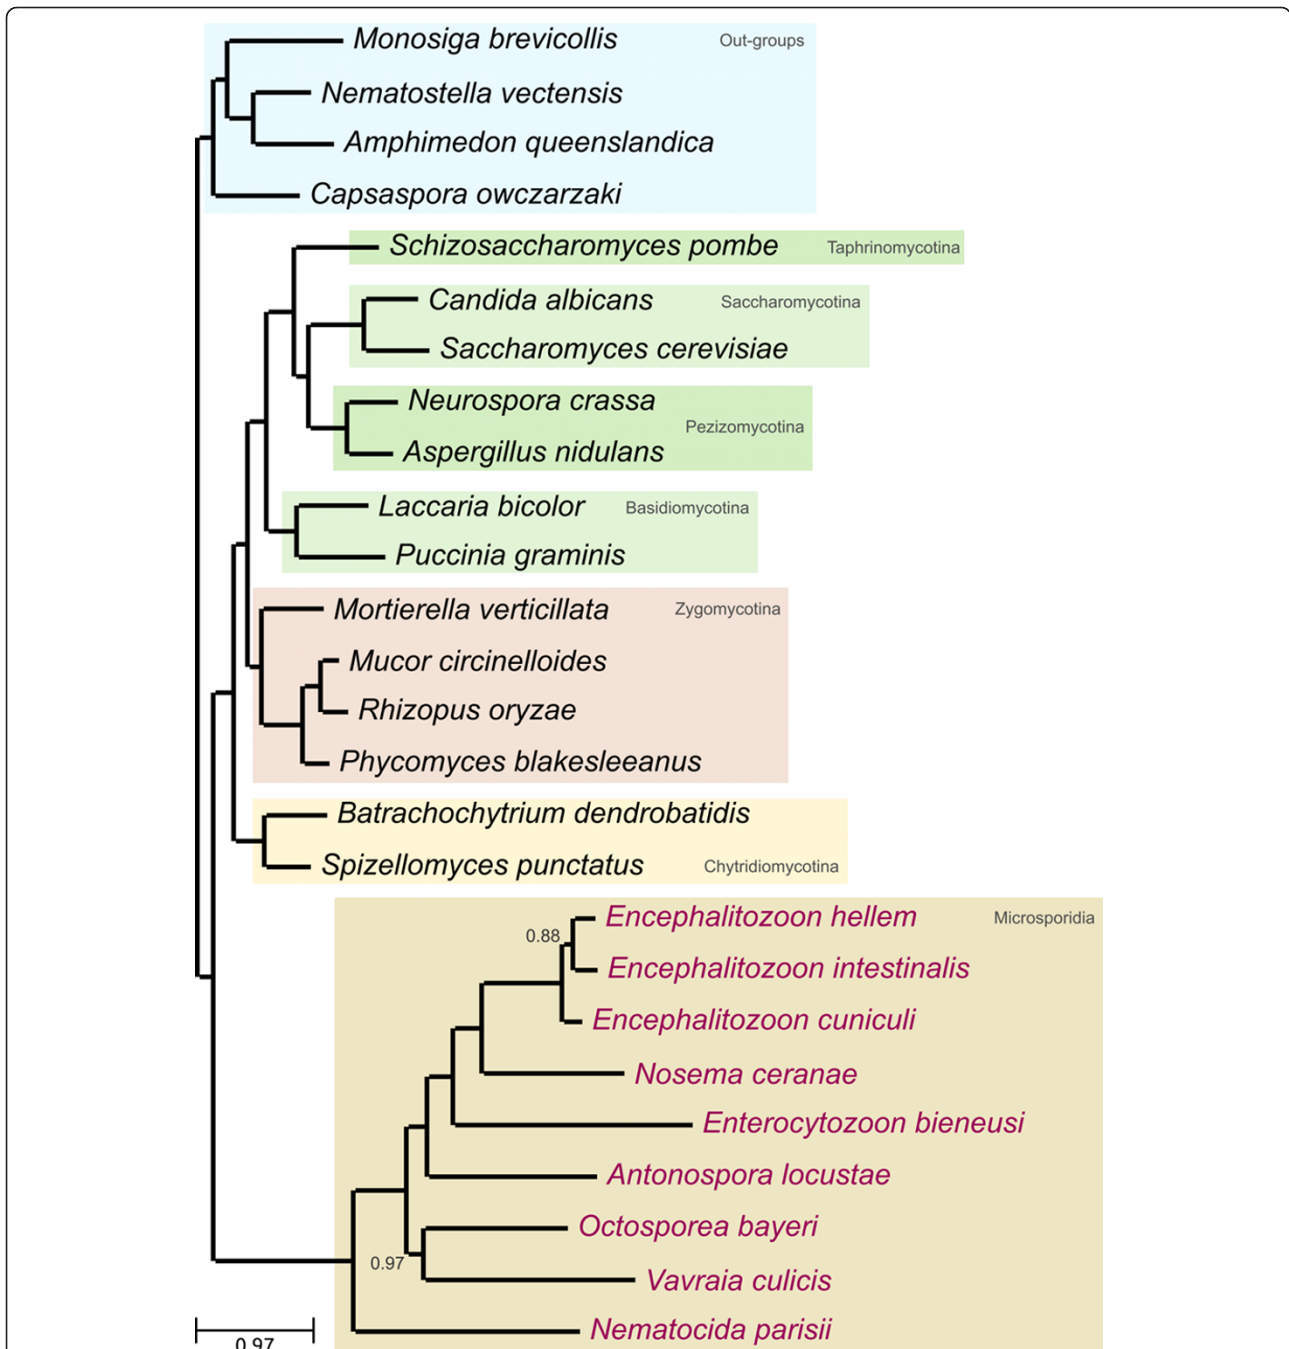 Monosiga brevicollis Out-groups
Nematostella vectensis
Amphimedon queenslandica
Capsaspora owczarzaki
Schizosaccharomyces pombe Taphrinomycotina
Candida albicans Saccharomycotina
Saccharomyces cerevisiae
Neurospora crassa
Pezizomycotina
Aspergillus nidulans
Laccaria bicolor Basidiomycotina
Puccinia graminis
Mortierella verticillata Zygomycotina
Mucor circinelloides
Rhizopus oryzae
Phycomyces blakesleeanus
Batrachochytrium dendrobatidis
Spizellomyces punctatus Chytridiomycotina
Encephalitozoon hellem Microsporidia
0.88
Encephalitozoon intestinalis
Encephalitozoon cuniculi
Nosema ceranae
Enterocytozoon bieneusi
Antonospora locustae
Octosporea bayeri
0.97
Vavraia culicis
Nematocida parisii
0.97